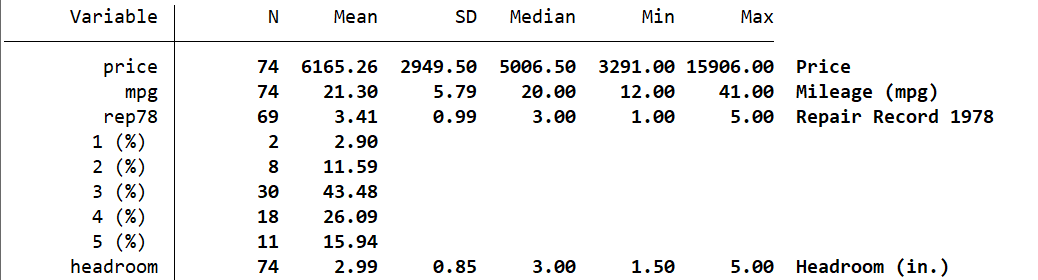 Variable N Mean SD Median Min Max
price 74 6165.26 2949.50 5006.50 3291.00 15906.00 Price
mpg 74 21.30 5.79 20.00 12.00 41.00 Mileage (mpg)
rep78 69 3.41 0.99 3.00 1.00 5.00 Repair Record 1978
1 (%) 2 2.90
2 (%) 8 11.59
3 (%) 30 43.48
4 (%) 18 26.09
5 (%) 11 15.94
headroom 74 2.99 0.85 3.00 1.50 5.00 Headroom (in.)